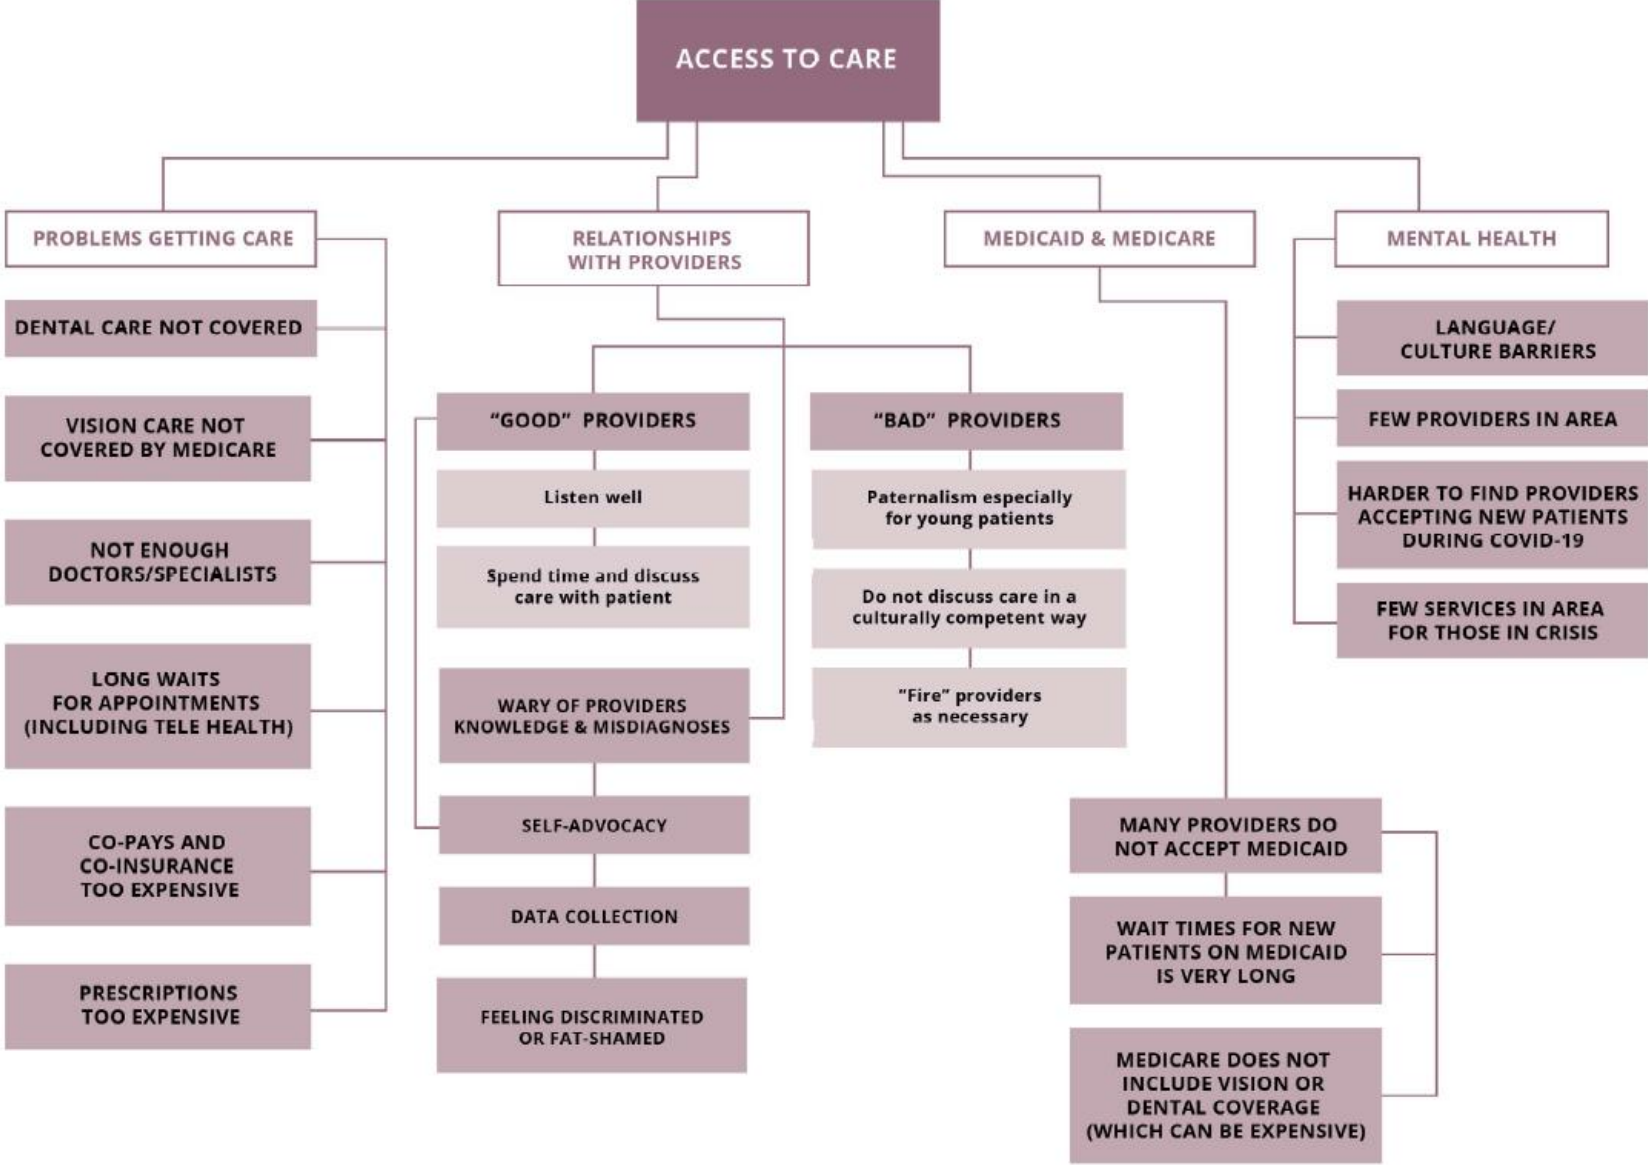 ACCESS TO CARE
PROBLEMS GETTING CARE
DENTAL CARE NOT COVERED
VISION CARE NOT
COVERED BY MEDICARE
NOT ENOUGH
DOCTORS/SPECIALISTS
LONG WAITS
FOR APPOINTMENTS
(INCLUDING TELE HEALTH)
CO-PAYS AND
CO-INSURANCE
TOO EXPENSIVE
PRESCRIPTIONS
TOO EXPENSIVE
RELATIONSHIPS
WITH PROVIDERS
“GOOD” PROVIDERS
Listen well
Spend time and discuss
care with patient
“BAD” PROVIDERS
Paternalism especially
for young patients
Do not discuss care in a
culturally competent way
"Fire" providers
as necessary
WARY OF PROVIDERS
KNOWLEDGE & MISDIAGNOSES
SELF-ADVOCACY
DATA COLLECTION
FEELING DISCRIMINATED
OR FAT-SHAMED
MEDICAID & MEDICARE
MANY PROVIDERS DO
NOT ACCEPT MEDICAID
WAIT TIMES FOR NEW
PATIENTS ON MEDICAID
IS VERY LONG
MEDICARE DOES NOT
INCLUDE VISION OR
DENTAL COVERAGE
(WHICH CAN BE EXPENSIVE)
MENTAL HEALTH
LANGUAGE/
CULTURE BARRIERS
FEW PROVIDERS IN AREA
HARDER TO FIND PROVIDERS
ACCEPTING NEW PATIENTS
DURING COVID-19
FEW SERVICES IN AREA
FOR THOSE IN CRISIS